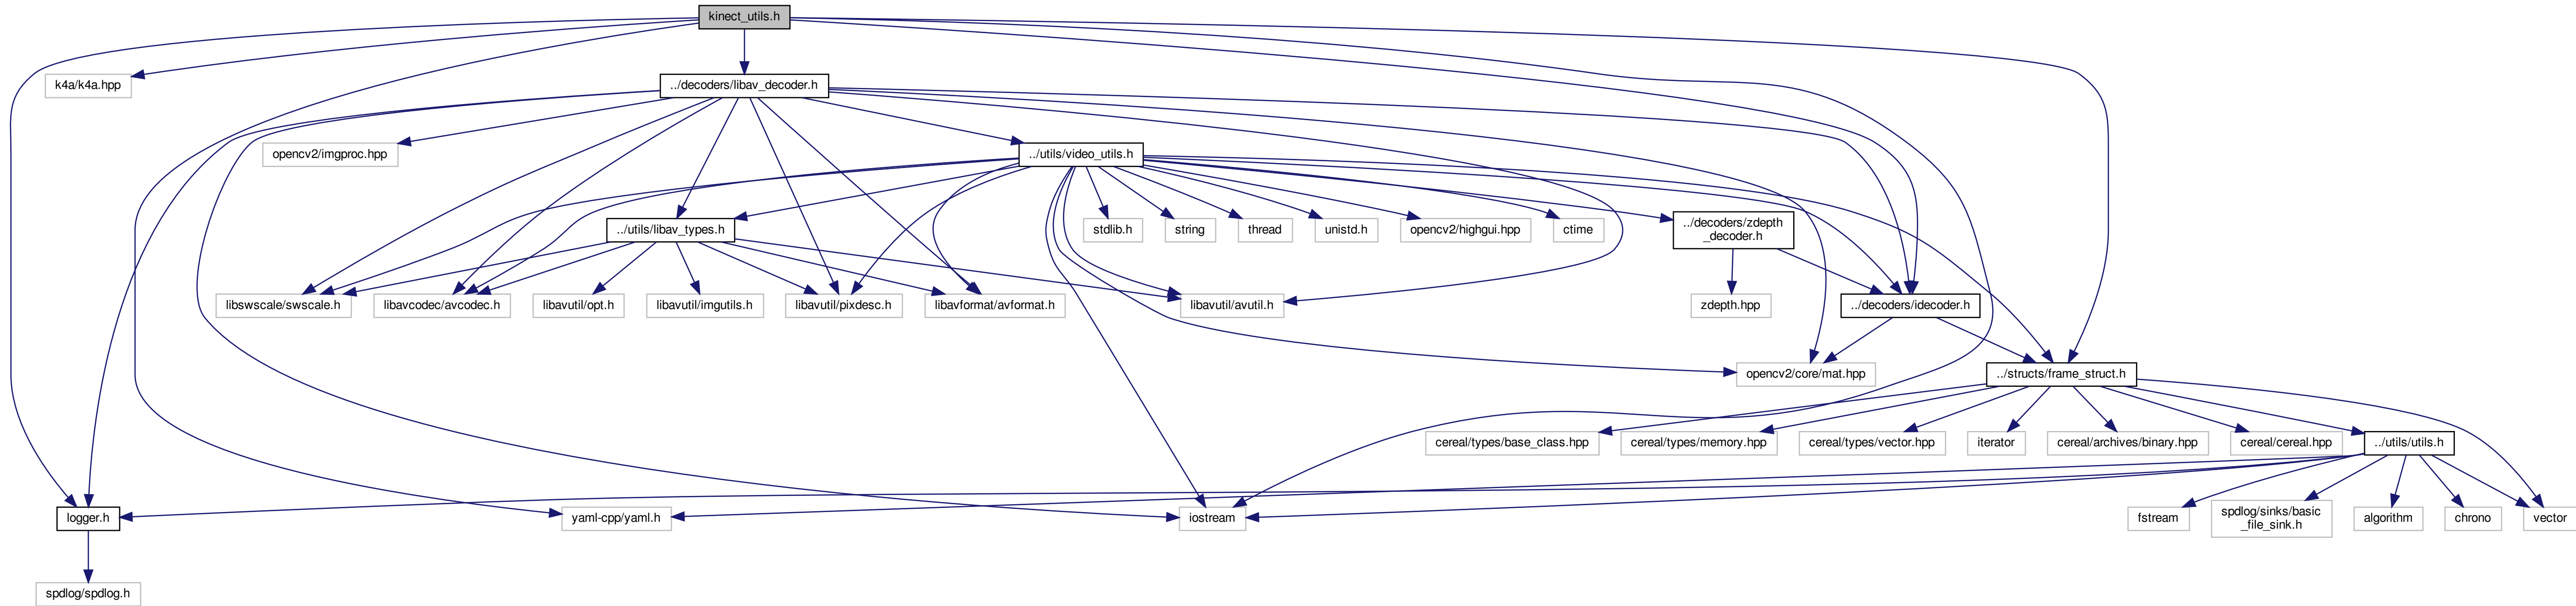 kinect_utils.h
k4a/k4a.hpp
../decoders/libav_decoder.h
opencv2/imgproc.hpp
../utils/video_utils.h
../utils/libav_types.h
stdlib.h
string
thread
unistd.h
opencv2/highgui.hpp
ctime
../decoders/zdepth
_decoder.h
libswscale/swscale.h
libavcodec/avcodec.h
libavutil/opt.h
libavutil/imgutils.h
libavutil/pixdesc.h
libavformat/avformat.h
libavutil/avutil.h
zdepth.hpp
../decoders/idecoder.h
opencv2/core/mat.hpp
../structs/frame_struct.h
cereal/types/base_class.hpp
cereal/types/memory.hpp
cereal/types/vector.hpp
iterator
cereal/archives/binary.hpp
cereal/cereal.hpp
../utils/utils.h
logger.h
yaml-cpp/yaml.h
iostream
fstream
spdlog/sinks/basic
_file_sink.h
algorithm
chrono
vector
spdlog/spdlog.h